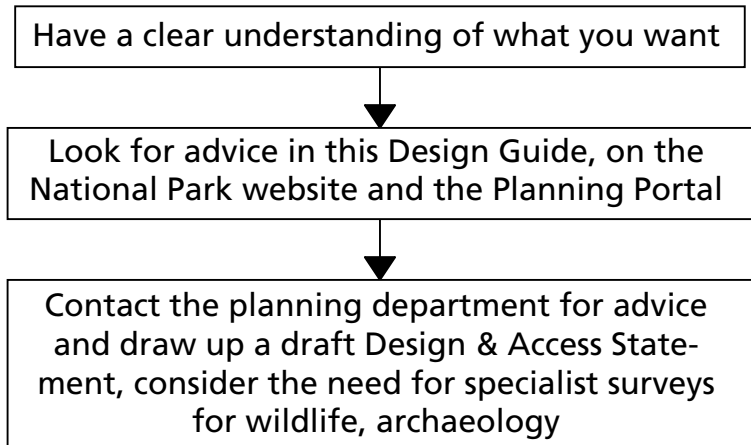 Have a clear understanding of what you want
Look for advice in this Design Guide, on the
National Park website and the Planning Portal
Contact the planning department for advice
and draw up a draft Design & Access State-
ment, consider the need for specialist surveys
for wildlife, archaeology